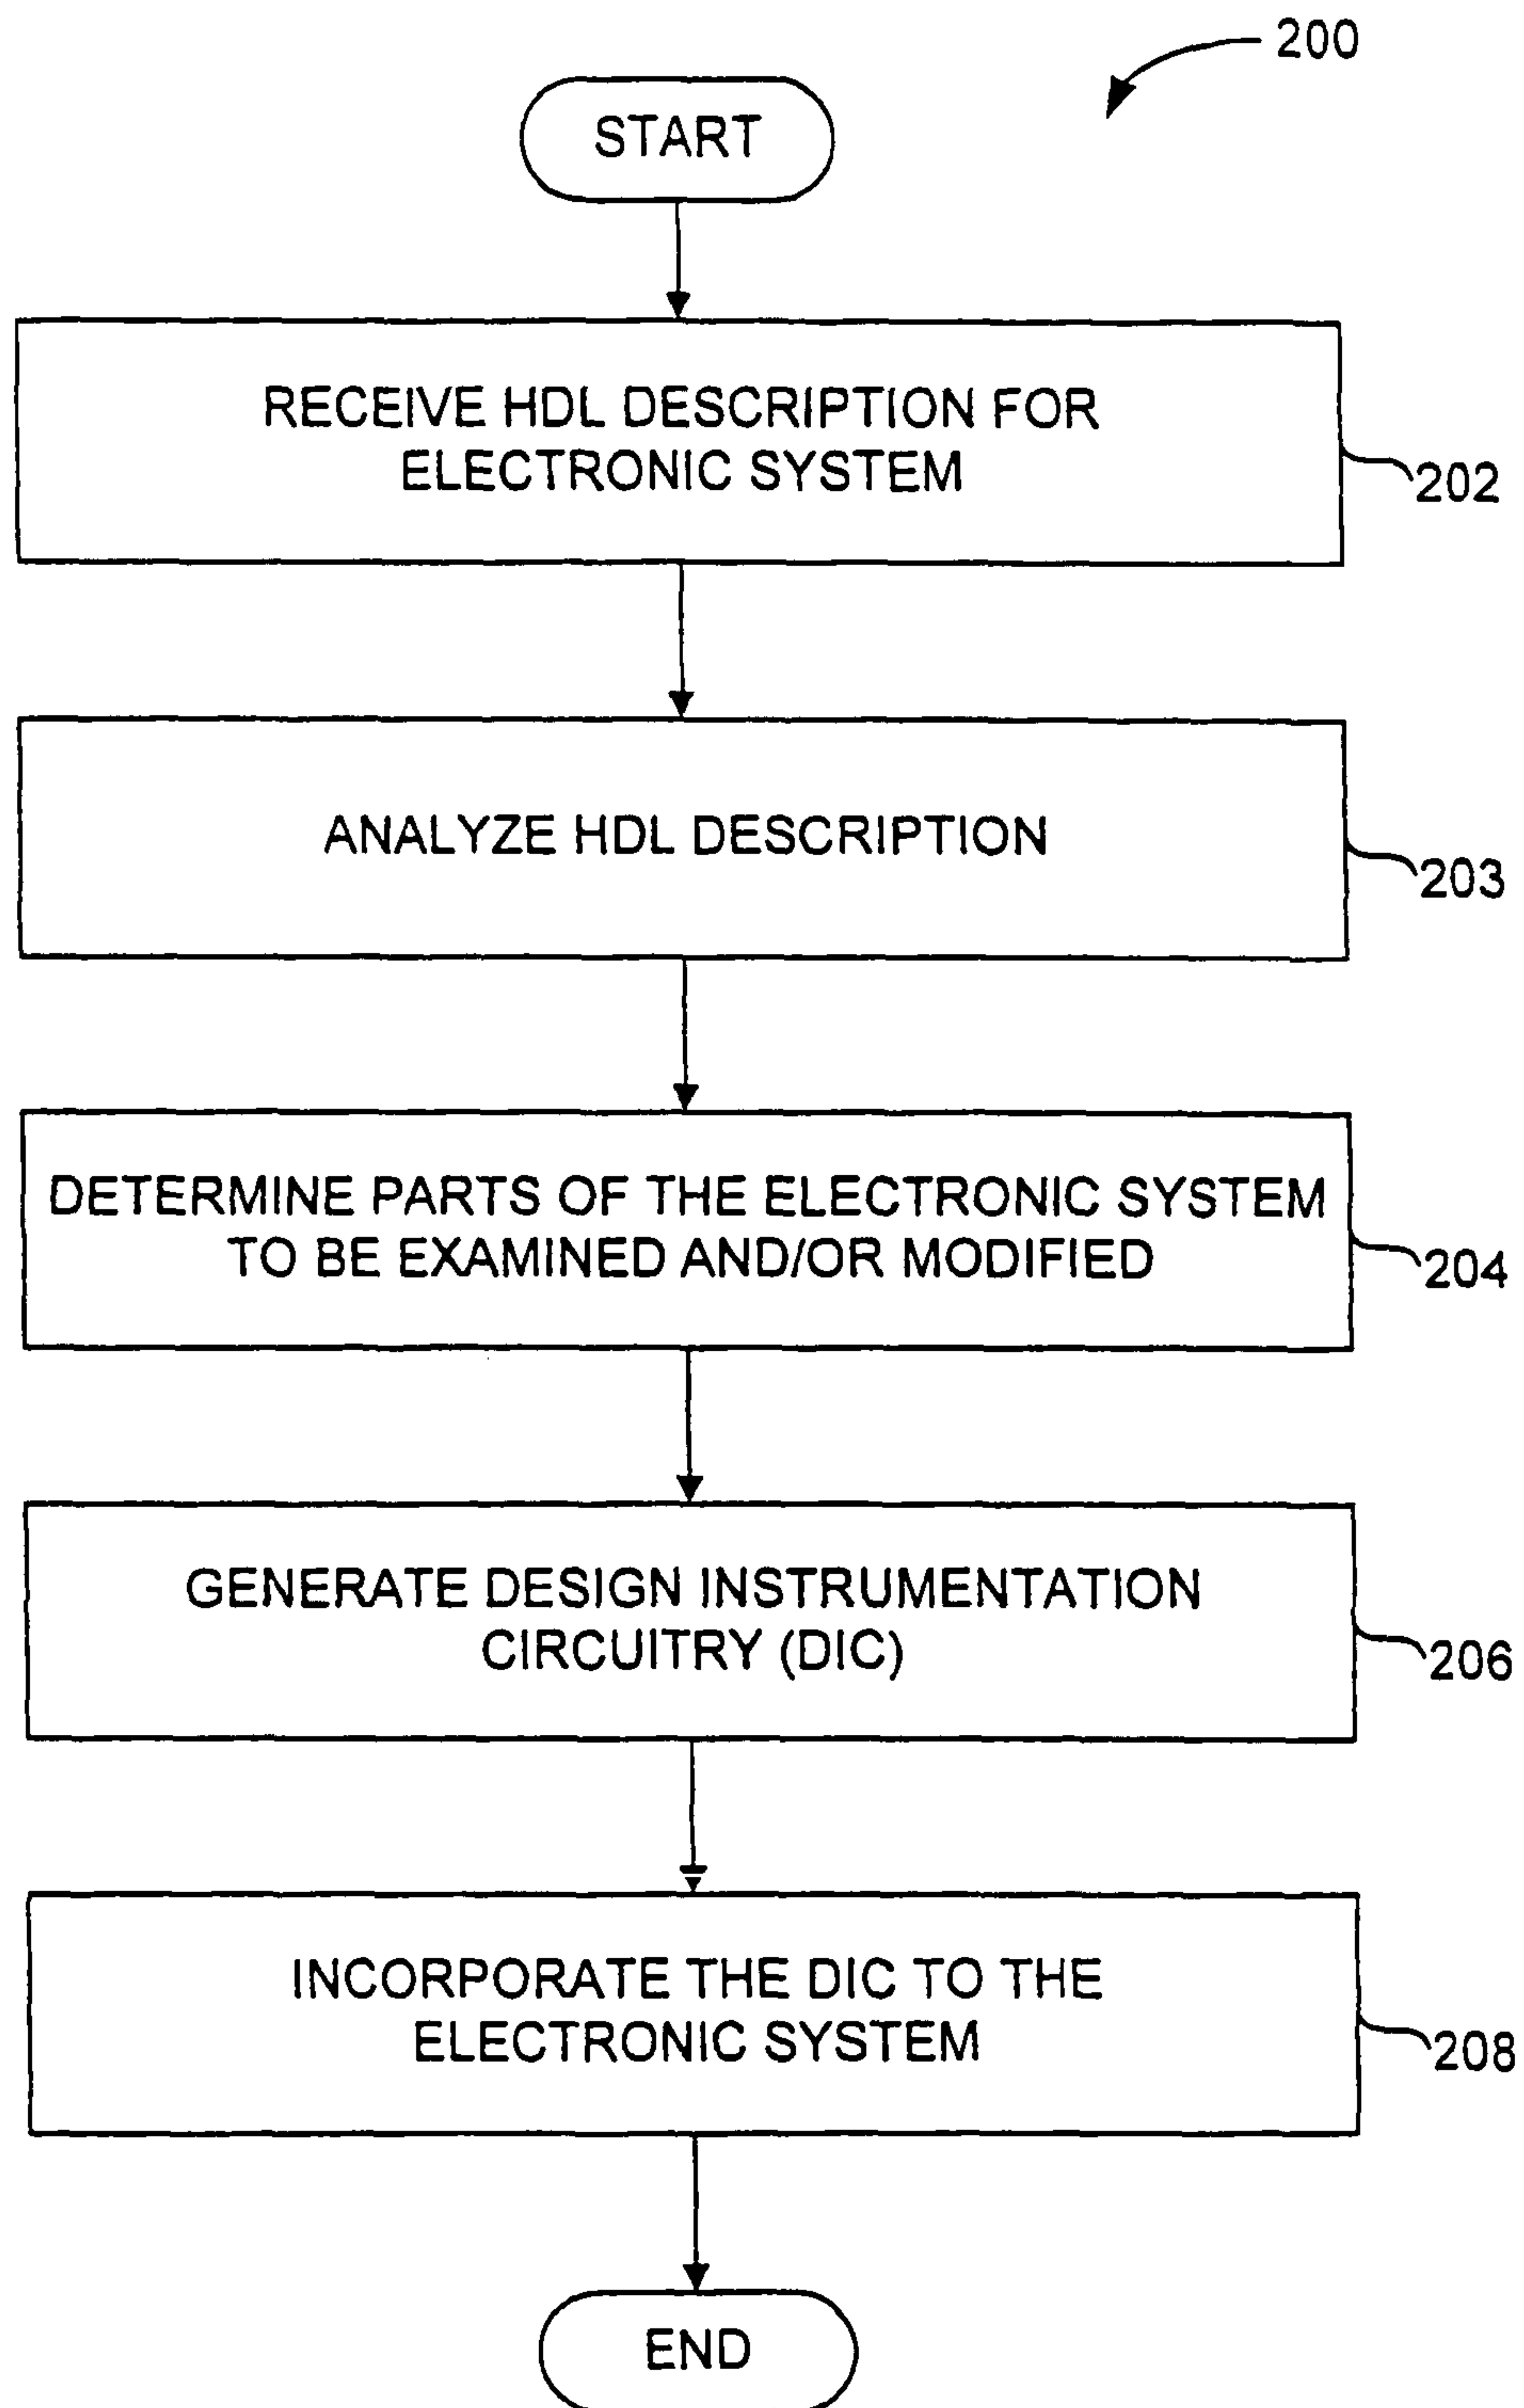 200
START
RECEIVE HDL DESCRIPTION FOR
ELECTRONIC SYSTEM
202
ANALYZE HDL DESCRIPTION
203
DETERMINE PARTS OF THE ELECTRONIC SYSTEM
TO BE EXAMINED AND/OR MODIFIED
204
GENERATE DESIGN INSTRUMENTATION
CIRCUITRY (DIC)
206
INCORPORATE THE DIC TO THE
ELECTRONIC SYSTEM
208
END